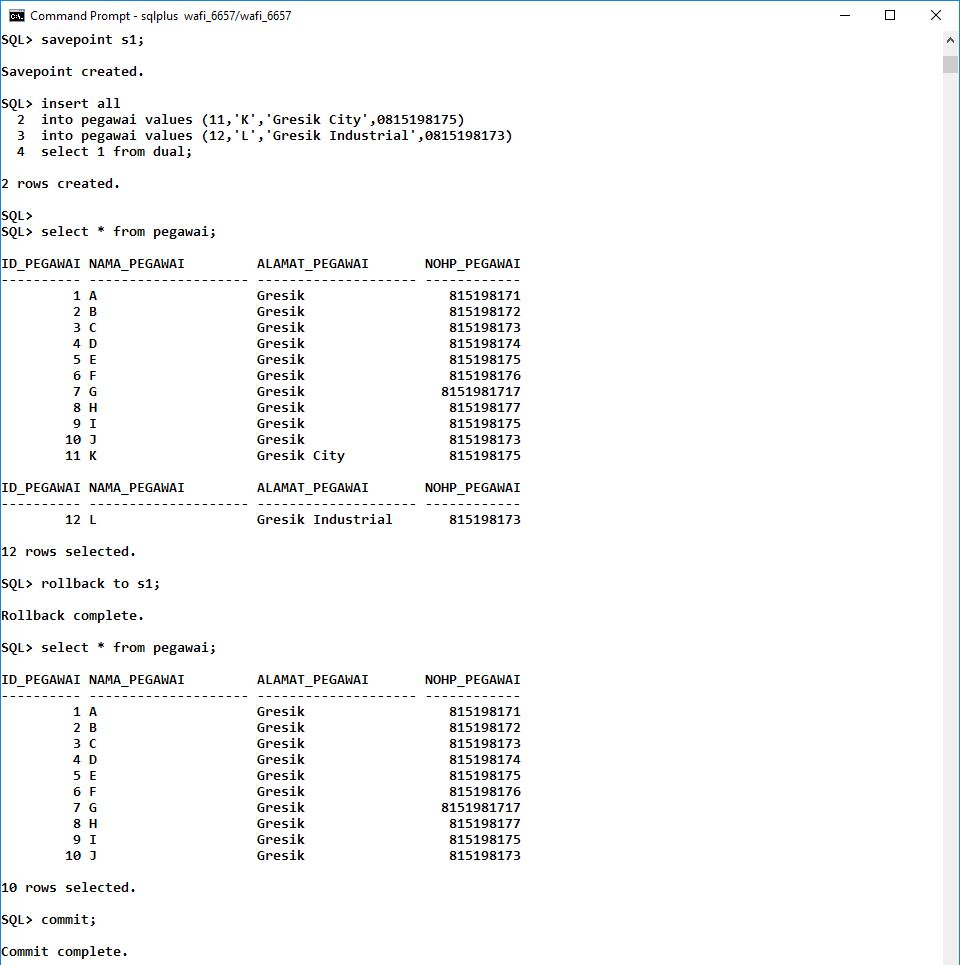 Command Prompt - sqlplus  wafi_6657/wafi_6657
SQL> savepoint s1;
Savepoint created.
SQL> insert all
  2  into pegawai values (11,'K','Gresik City',0815198175)
  3  into pegawai values (12,'L','Gresik Industrial',0815198173)
  4  select 1 from dual;
2 rows created.
SQL>
SQL> select * from pegawai;
ID_PEGAWAI NAMA_PEGAWAI         ALAMAT_PEGAWAI       NOHP_PEGAWAI
---------- -------------------- -------------------- ------------
         1 A                    Gresik                  815198171
         2 B                    Gresik                  815198172
         3 C                    Gresik                  815198173
         4 D                    Gresik                  815198174
         5 E                    Gresik                  815198175
         6 F                    Gresik                  815198176
         7 G                    Gresik                 8151981717
         8 H                    Gresik                  815198177
         9 I                    Gresik                  815198175
        10 J                    Gresik                  815198173
        11 K                    Gresik City             815198175
ID_PEGAWAI NAMA_PEGAWAI         ALAMAT_PEGAWAI       NOHP_PEGAWAI
---------- -------------------- -------------------- ------------
        12 L                    Gresik Industrial       815198173
12 rows selected.
SQL> rollback to s1;
Rollback complete.
SQL> select * from pegawai;
ID_PEGAWAI NAMA_PEGAWAI         ALAMAT_PEGAWAI       NOHP_PEGAWAI
---------- -------------------- -------------------- ------------
         1 A                    Gresik                  815198171
         2 B                    Gresik                  815198172
         3 C                    Gresik                  815198173
         4 D                    Gresik                  815198174
         5 E                    Gresik                  815198175
         6 F                    Gresik                  815198176
         7 G                    Gresik                 8151981717
         8 H                    Gresik                  815198177
         9 I                    Gresik                  815198175
        10 J                    Gresik                  815198173
10 rows selected.
SQL> commit;
Commit complete.